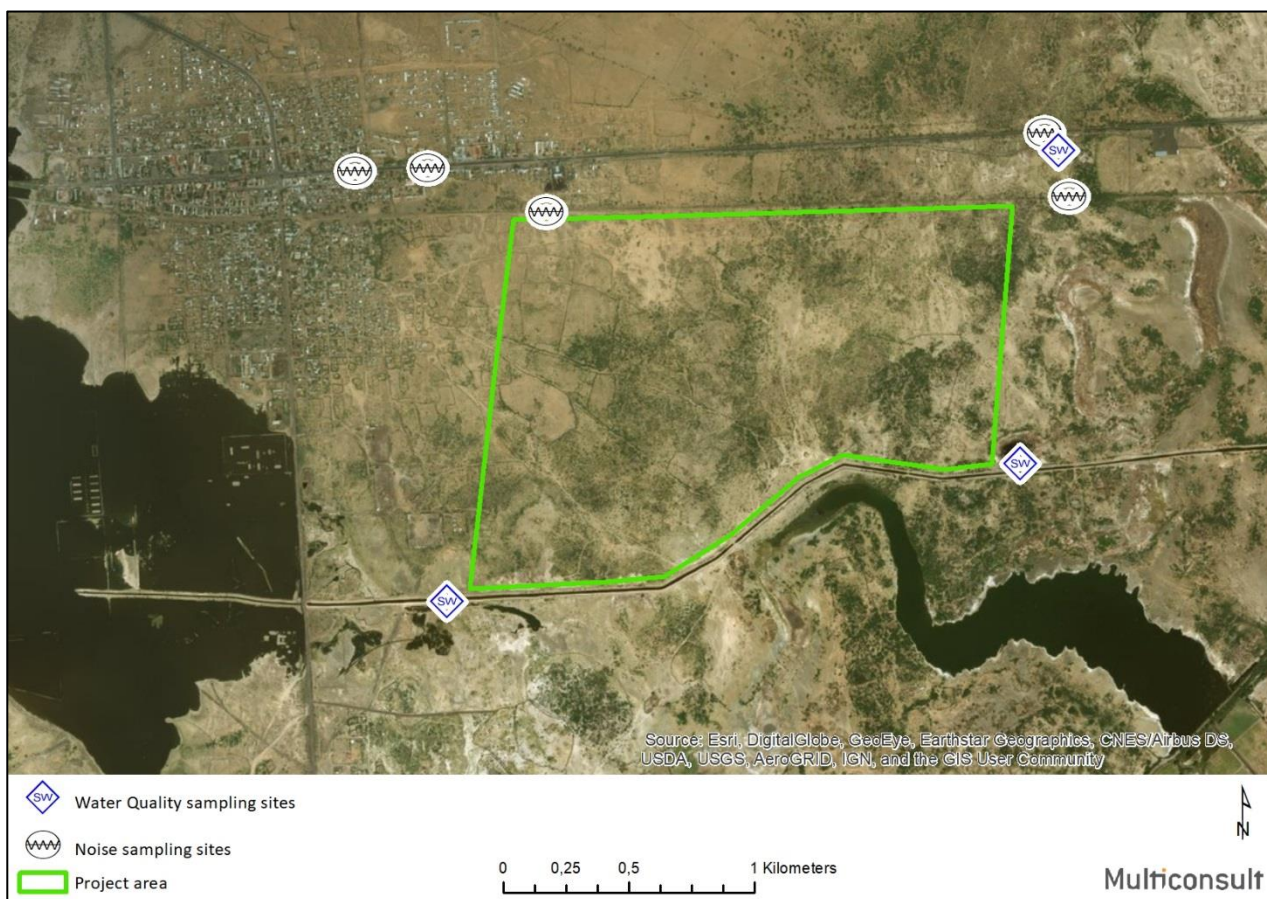 SW
SW
SW
Source: Esri, DigitalGlobe, GeoEye, Earthstar Geographics, CNES/Airbus DS,
USDA, USGS, AeroGRID, IGN, and the GIS User Community
SW Water Quality sampling sites
Noise sampling sites
Project area
0 0,25 0,5 1 Kilometers
N
Multiconsult